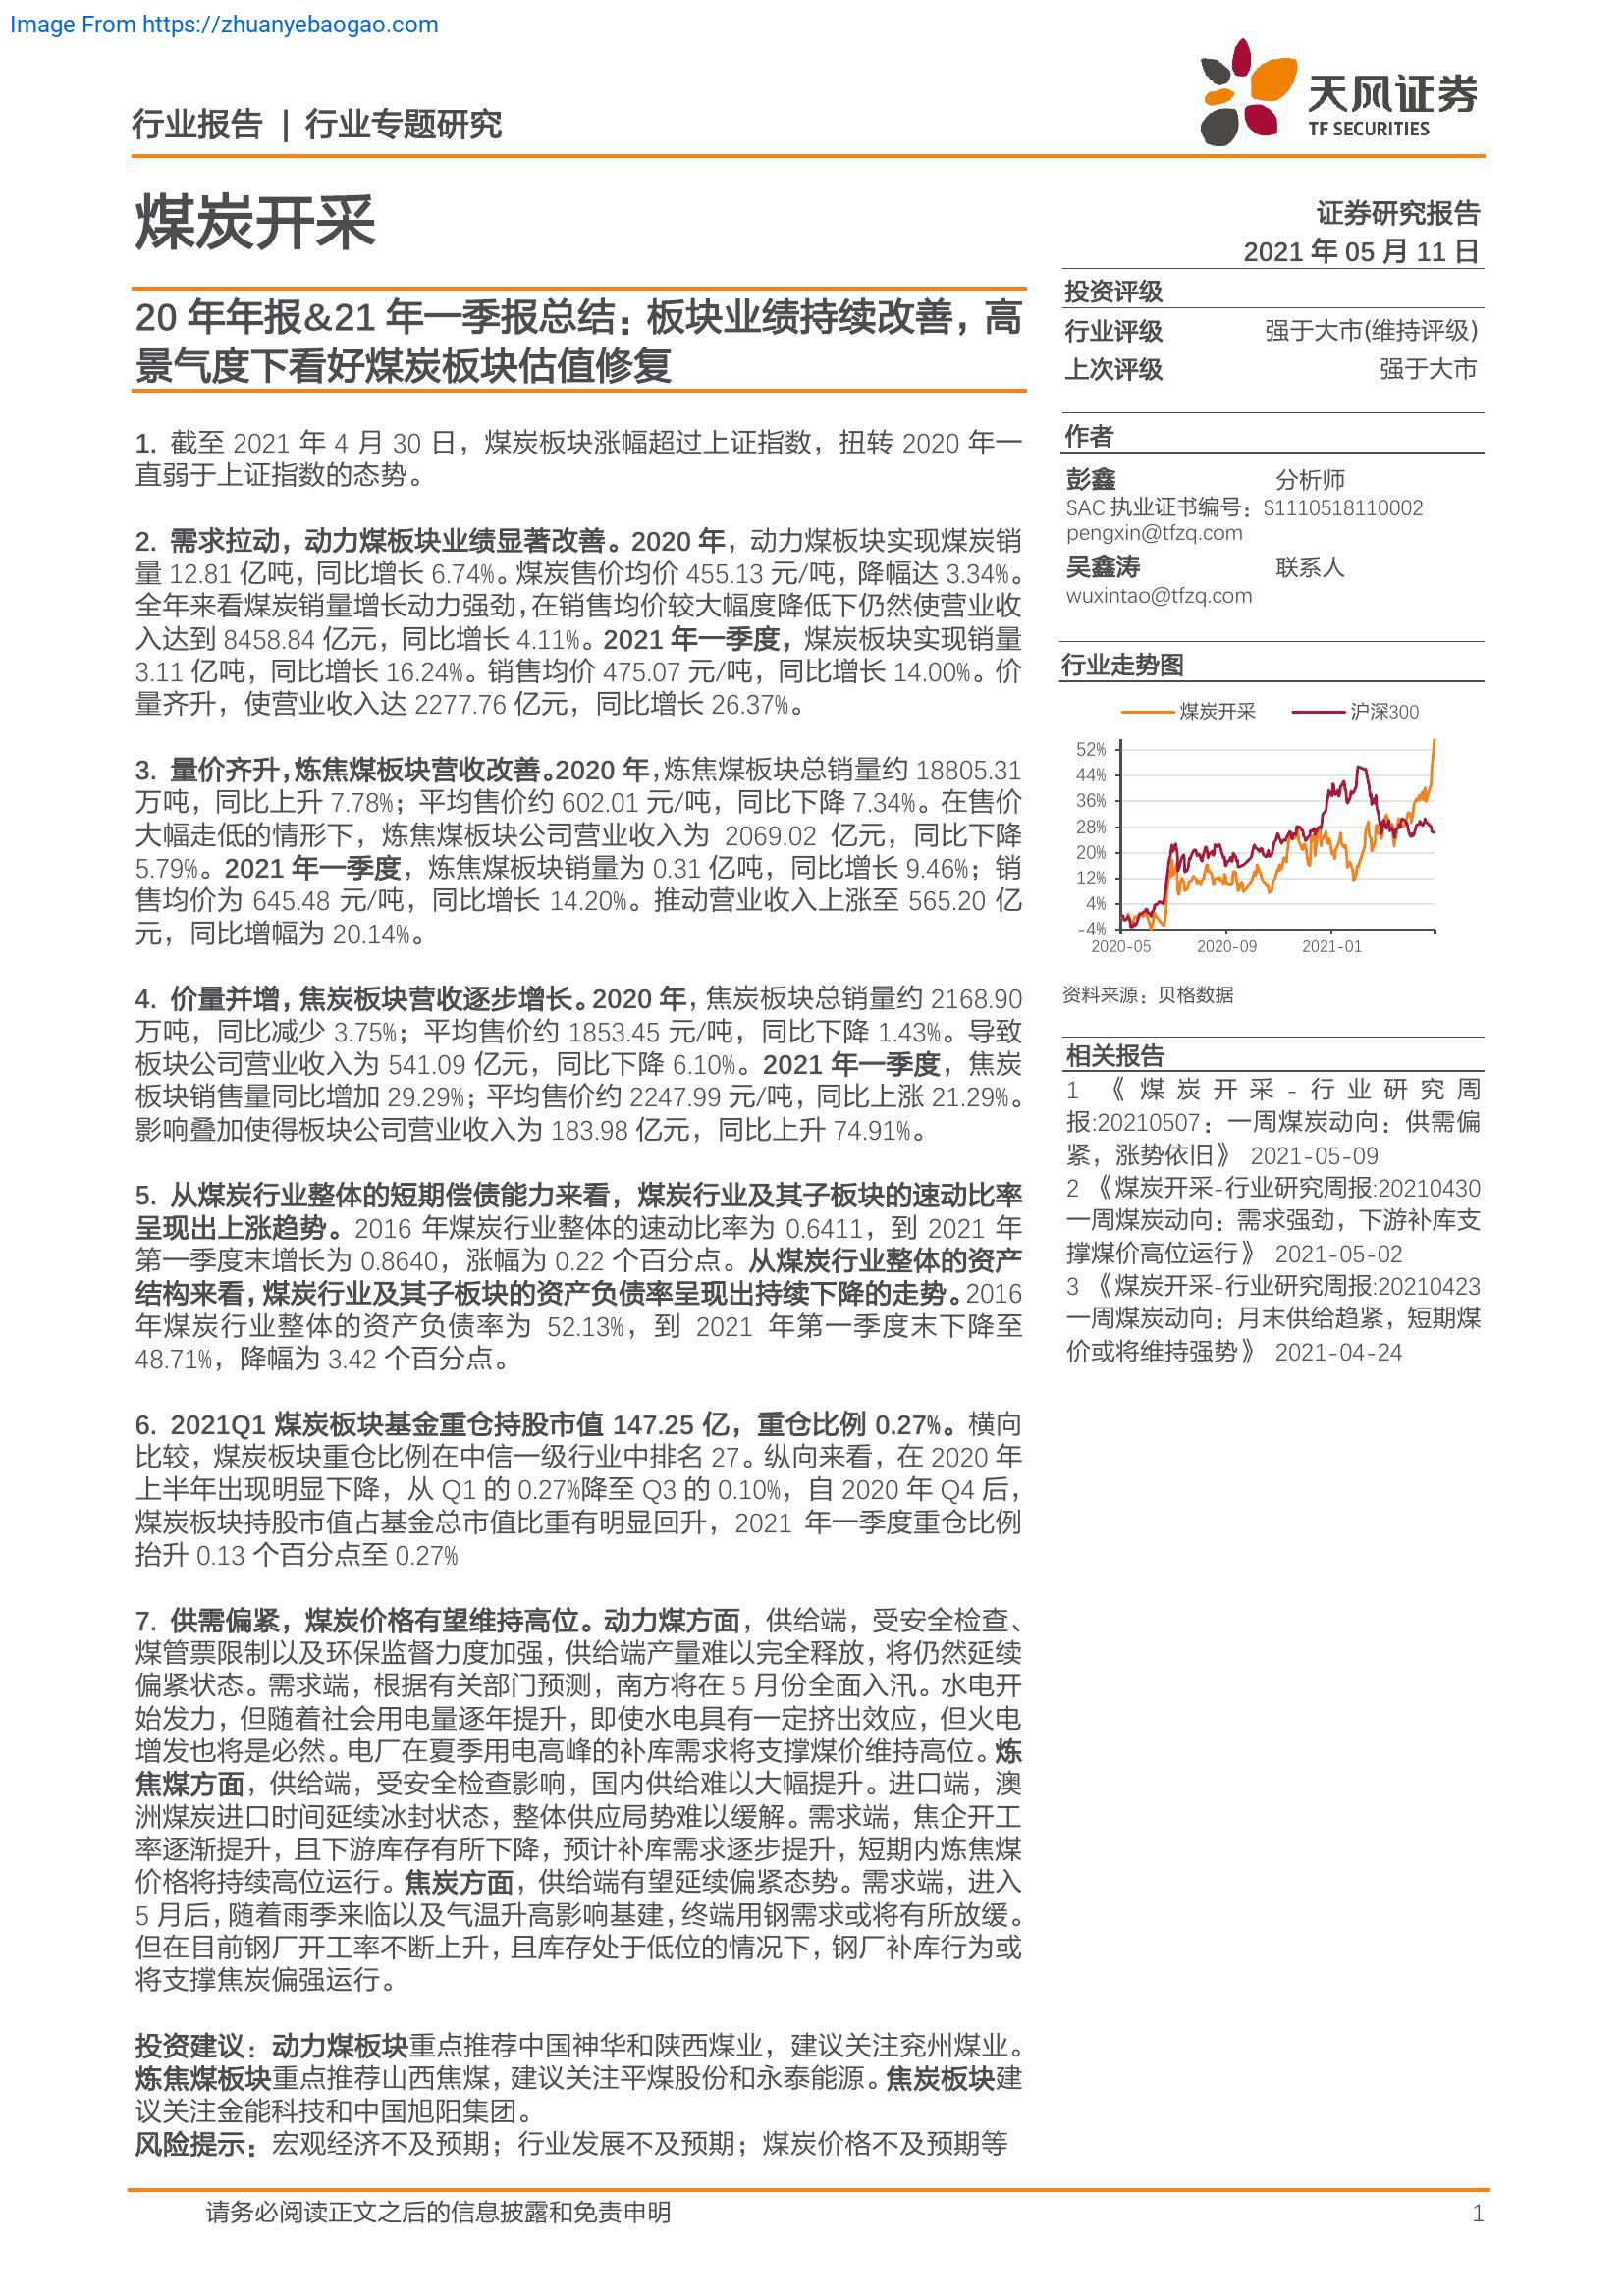 Image From https://zhuanyebaogao.com
行业报告 | 行业专题研究
天风证券
TF SECURITIES
煤炭开采
证券研究报告
2021 年 05 月 11 日
20 年年报&21 年一季报总结：板块业绩持续改善，高
景气度下看好煤炭板块估值修复
1. 截至 2021 年 4 月 30 日，煤炭板块涨幅超过上证指数，扭转 2020 年一
直弱于上证指数的态势。
2. 需求拉动，动力煤板块业绩显著改善。2020 年，动力煤板块实现煤炭销
量 12.81 亿吨，同比增长 6.74%。煤炭售价均价 455.13 元/吨，降幅达 3.34%。
全年来看煤炭销量增长动力强劲，在销售均价较大幅度降低下仍然使营业收
入达到 8458.84 亿元，同比增长 4.11%。2021 年一季度，煤炭板块实现销量
3.11 亿吨，同比增长 16.24%。销售均价 475.07 元/吨，同比增长 14.00%。价
量齐升，使营业收入达 2277.76 亿元，同比增长 26.37%。
3. 量价齐升，炼焦煤板块营收改善。2020 年，炼焦煤板块总销量约 18805.31
万吨，同比上升 7.78%；平均售价约 602.01 元/吨，同比下降 7.34%。在售价
大幅走低的情形下，炼焦煤板块公司营业收入为 2069.02 亿元，同比下降
5.79%。2021 年一季度，炼焦煤板块销量为 0.31 亿吨，同比增长 9.46%；销
售均价为 645.48 元/吨，同比增长 14.20%。推动营业收入上涨至 565.20 亿
元，同比增幅为 20.14%。
4. 价量并增，焦炭板块营收逐步增长。2020 年，焦炭板块总销量约 2168.90
万吨，同比减少 3.75%；平均售价约 1853.45 元/吨，同比下降 1.43%。导致
板块公司营业收入为 541.09 亿元，同比下降 6.10%。2021 年一季度，焦炭
板块销售量同比增加 29.29%；平均售价约 2247.99 元/吨，同比上涨 21.29%。
影响叠加使得板块公司营业收入为 183.98 亿元，同比上升 74.91%。
5. 从煤炭行业整体的短期偿债能力来看，煤炭行业及其子板块的速动比率
呈现出上涨趋势。2016 年煤炭行业整体的速动比率为 0.6411，到 2021 年
第一季度末增长为 0.8640，涨幅为 0.22 个百分点。从煤炭行业整体的资产
结构来看，煤炭行业及其子板块的资产负债率呈现出持续下降的走势。2016
年煤炭行业整体的资产负债率为 52.13%，到 2021 年第一季度末下降至
48.71%，降幅为 3.42 个百分点。
6. 2021Q1 煤炭板块基金重仓持股市值 147.25 亿，重仓比例 0.27%。横向
比较，煤炭板块重仓比例在中信一级行业中排名 27。纵向来看，在 2020 年
上半年出现明显下降，从 Q1 的 0.27%降至 Q3 的 0.10%，自 2020 年 Q4 后，
煤炭板块持股市值占基金总市值比重有明显回升，2021 年一季度重仓比例
抬升 0.13 个百分点至 0.27%
7. 供需偏紧，煤炭价格有望维持高位。动力煤方面，供给端，受安全检查、
煤管票限制以及环保监督力度加强，供给端产量难以完全释放，将仍然延续
偏紧状态。需求端，根据有关部门预测，南方将在 5 月份全面入汛。水电开
始发力，但随着社会用电量逐年提升，即使水电具有一定挤出效应，但火电
增发也将是必然。电厂在夏季用电高峰的补库需求将支撑煤价维持高位。炼
焦煤方面，供给端，受安全检查影响，国内供给难以大幅提升。进口端，澳
洲煤炭进口时间延续冰封状态，整体供应局势难以缓解。需求端，焦企开工
率逐渐提升，且下游库存有所下降，预计补库需求逐步提升，短期内炼焦煤
价格将持续高位运行。焦炭方面，供给端有望延续偏紧态势。需求端，进入
5 月后，随着雨季来临以及气温升高影响基建，终端用钢需求或将有所放缓。
但在目前钢厂开工率不断上升，且库存处于低位的情况下，钢厂补库行为或
将支撑焦炭偏强运行。
投资建议：动力煤板块重点推荐中国神华和陕西煤业，建议关注兖州煤业。
炼焦煤板块重点推荐山西焦煤，建议关注平煤股份和永泰能源。焦炭板块建
议关注金能科技和中国旭阳集团。
风险提示：宏观经济不及预期；行业发展不及预期；煤炭价格不及预期等
投资评级
行业评级 强于大市(维持评级)
上次评级 强于大市
作者
彭鑫 分析师
SAC 执业证书编号：S1110518110002
pengxin@tfzq.com
吴鑫涛 联系人
wuxintao@tfzq.com
行业走势图
煤炭开采 沪深300
52%
44%
36%
28%
20%
12%
4%
-4%
2020-05 2020-09 2021-01
资料来源：贝格数据
相关报告
1 《煤炭开采-行业研究周
报:20210507：一周煤炭动向：供需偏
紧，涨势依旧》 2021-05-09
2 《煤炭开采-行业研究周报:20210430
一周煤炭动向：需求强劲，下游补库支
撑煤价高位运行》 2021-05-02
3 《煤炭开采-行业研究周报:20210423
一周煤炭动向：月末供给趋紧，短期煤
价或将维持强势》 2021-04-24
请务必阅读正文之后的信息披露和免责申明 1